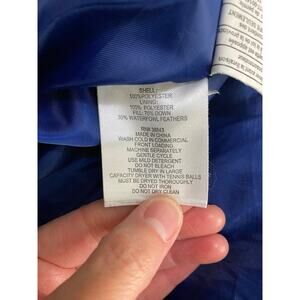 SHELL:
100%POLYESTER
LINING:
100% POLYESTER
FILL: 70% DOWN
30% WATERFOWL FEATHERS
RN# 36843
MADE IN CHINA
WASH COLD IN COMMERCIAL
FRONT LOADING
MACHINE SEPARATELY
GENTLE CYCLE
USE MILD DETERGENT
DO NOT BLEACH
TUMBLE DRY IN LARGE
CAPACITY DRYER WITH TENNIS BALLS
MUST BE DRYED THOROUGHLY
DO NOT IRON
DO NOT DRY CLEAN